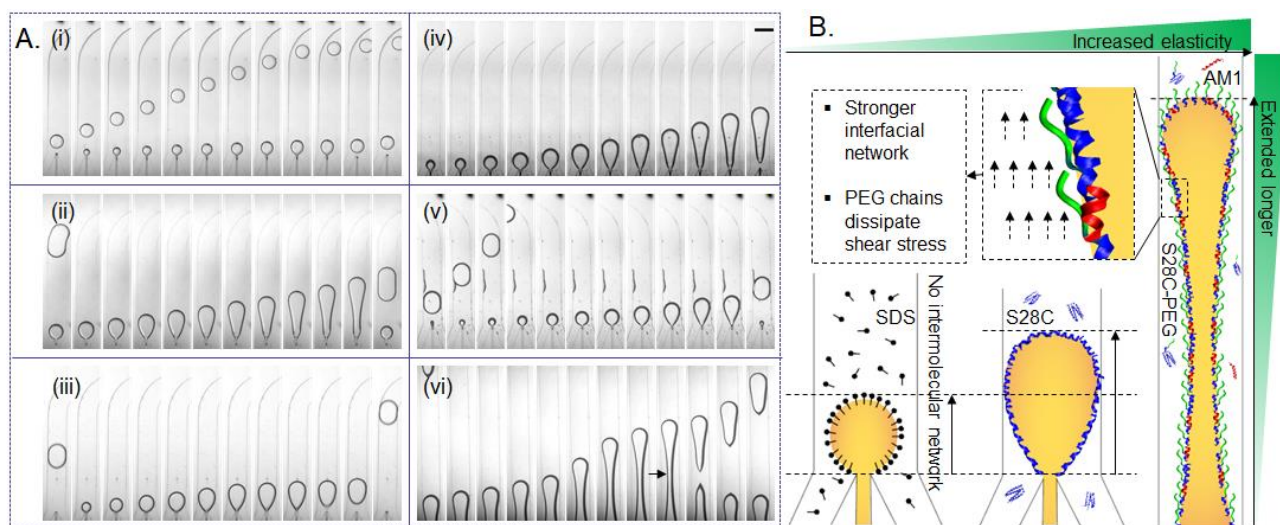 A.
(i)
(ii)
(iii)
(iv)
(v)
(vi)
B.
Increased elasticity
Extended longer
AM1
▪ Stronger
interfacial
network
▪ PEG chains
dissipate
shear stress
S28C-PEG
SDS
No intermolecular network
S28C